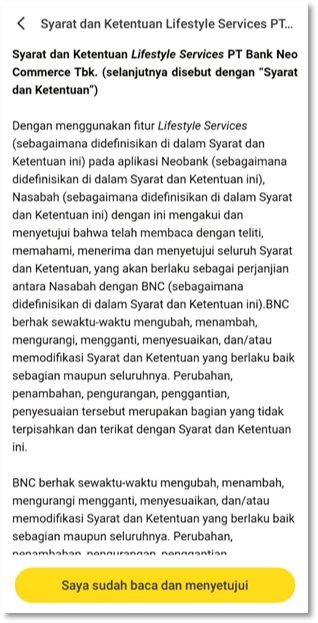 Syarat dan Ketentuan Lifestyle Services PT...
Syarat dan Ketentuan Lifestyle Services PT Bank Neo
Commerce Tbk. (selanjutnya disebut dengan “Syarat
dan Ketentuan”)
Dengan menggunakan fitur Lifestyle Services
(sebagaimana didefinisikan di dalam Syarat dan
Ketentuan ini) pada aplikasi Neobank (sebagaimana
didefinisikan di dalam Syarat dan Ketentuan ini),
Nasabah (sebagaimana didefinisikan di dalam Syarat
dan Ketentuan ini) dengan ini mengakui dan
menyetujui bahwa telah membaca dengan teliti,
memahami, menerima dan menyetujui seluruh Syarat
dan Ketentuan, yang akan berlaku sebagai perjanjian
antara Nasabah dengan BNC (sebagaimana
didefinisikan di dalam Syarat dan Ketentuan ini).BNC
berhak sewaktu-waktu mengubah, menambah,
mengurangi, mengganti, menyesuaikan, dan/atau
memodifikasi Syarat dan Ketentuan yang berlaku baik
sebagian maupun seluruhnya. Perubahan,
penambahan, pengurangan, penggantian,
penyesuaian tersebut merupakan bagian yang tidak
terpisahkan dan terikat dengan Syarat dan Ketentuan
ini.
BNC berhak sewaktu-waktu mengubah, menambah,
mengurangi mengganti, menyesuaikan, dan/atau
memodifikasi Syarat dan Ketentuan yang berlaku baik
sebagian maupun seluruhnya. Perubahan,
penambahan, pengurangan, penggantian
Saya sudah baca dan menyetujui